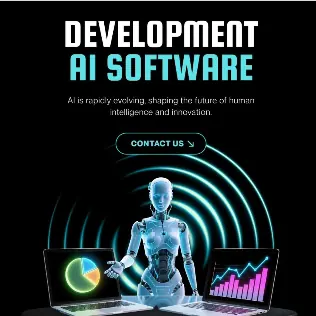 DEVELOPMENT
AI SOFTWARE
AI is rapidly evolving, shaping the future of human
intelligence and innovation.
CONTACT US